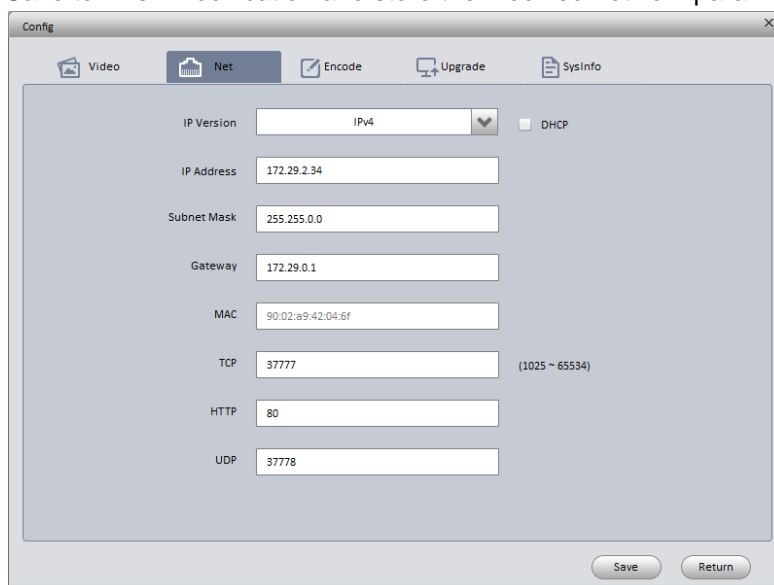 Config
Video Net Encode Upgrade SysInfo
IP Version IPv4 DHCP
IP Address 172.29.2.34
Subnet Mask 255.255.0.0
Gateway 172.29.0.1
MAC 90:02:a9:42:04:6f
TCP 37777 (1025 ~ 65534)
HTTP 80
UDP 37778
Save Return